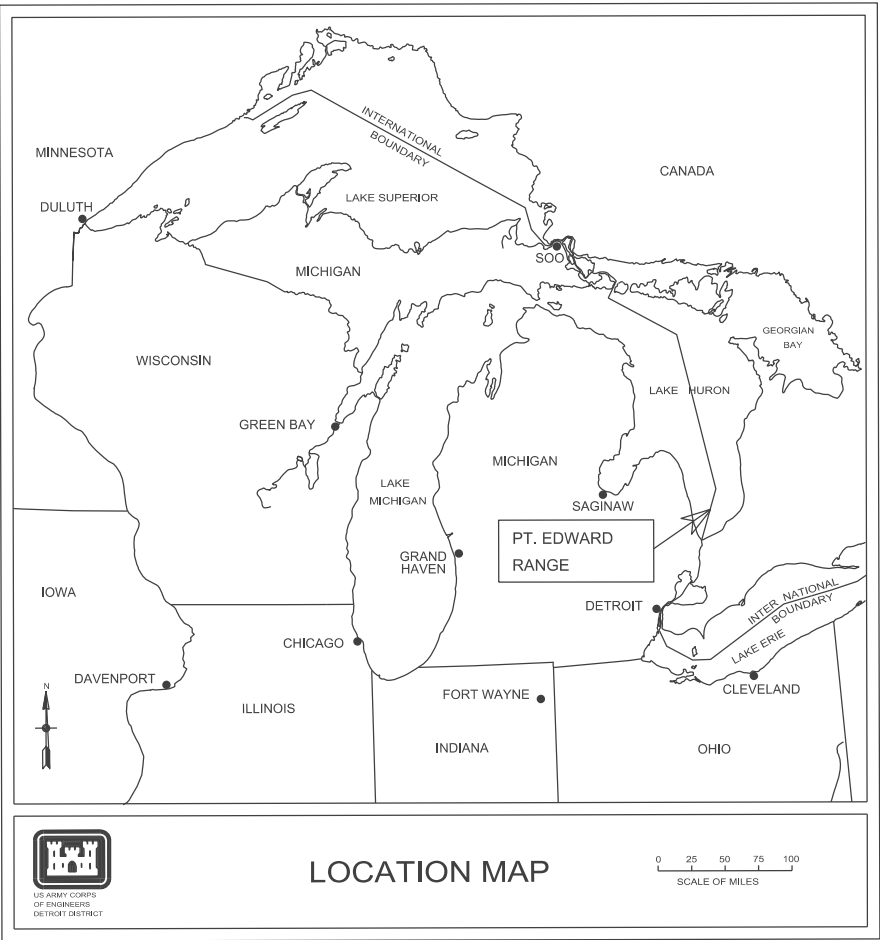 INTERNATIONAL
BOUNDARY
MINNESOTA
CANADA
DULUTH
LAKE SUPERIOR
SOO
MICHIGAN
GEORGIAN
BAY
WISCONSIN
LAKE HURON
GREEN BAY
MICHIGAN
LAKE
MICHIGAN
SAGINAW
PT. EDWARD
RANGE
GRAND
HAVEN
IOWA
DETROIT
INTER NATIONAL
BOUNDARY
LAKE ERIE
CHICAGO
DAVENPORT
N
FORT WAYNE
CLEVELAND
ILLINOIS
INDIANA
OHIO
US ARMY CORPS
OF ENGINEERS
DETROIT DISTRICT
LOCATION MAP
0 25 50 75 100
SCALE OF MILES